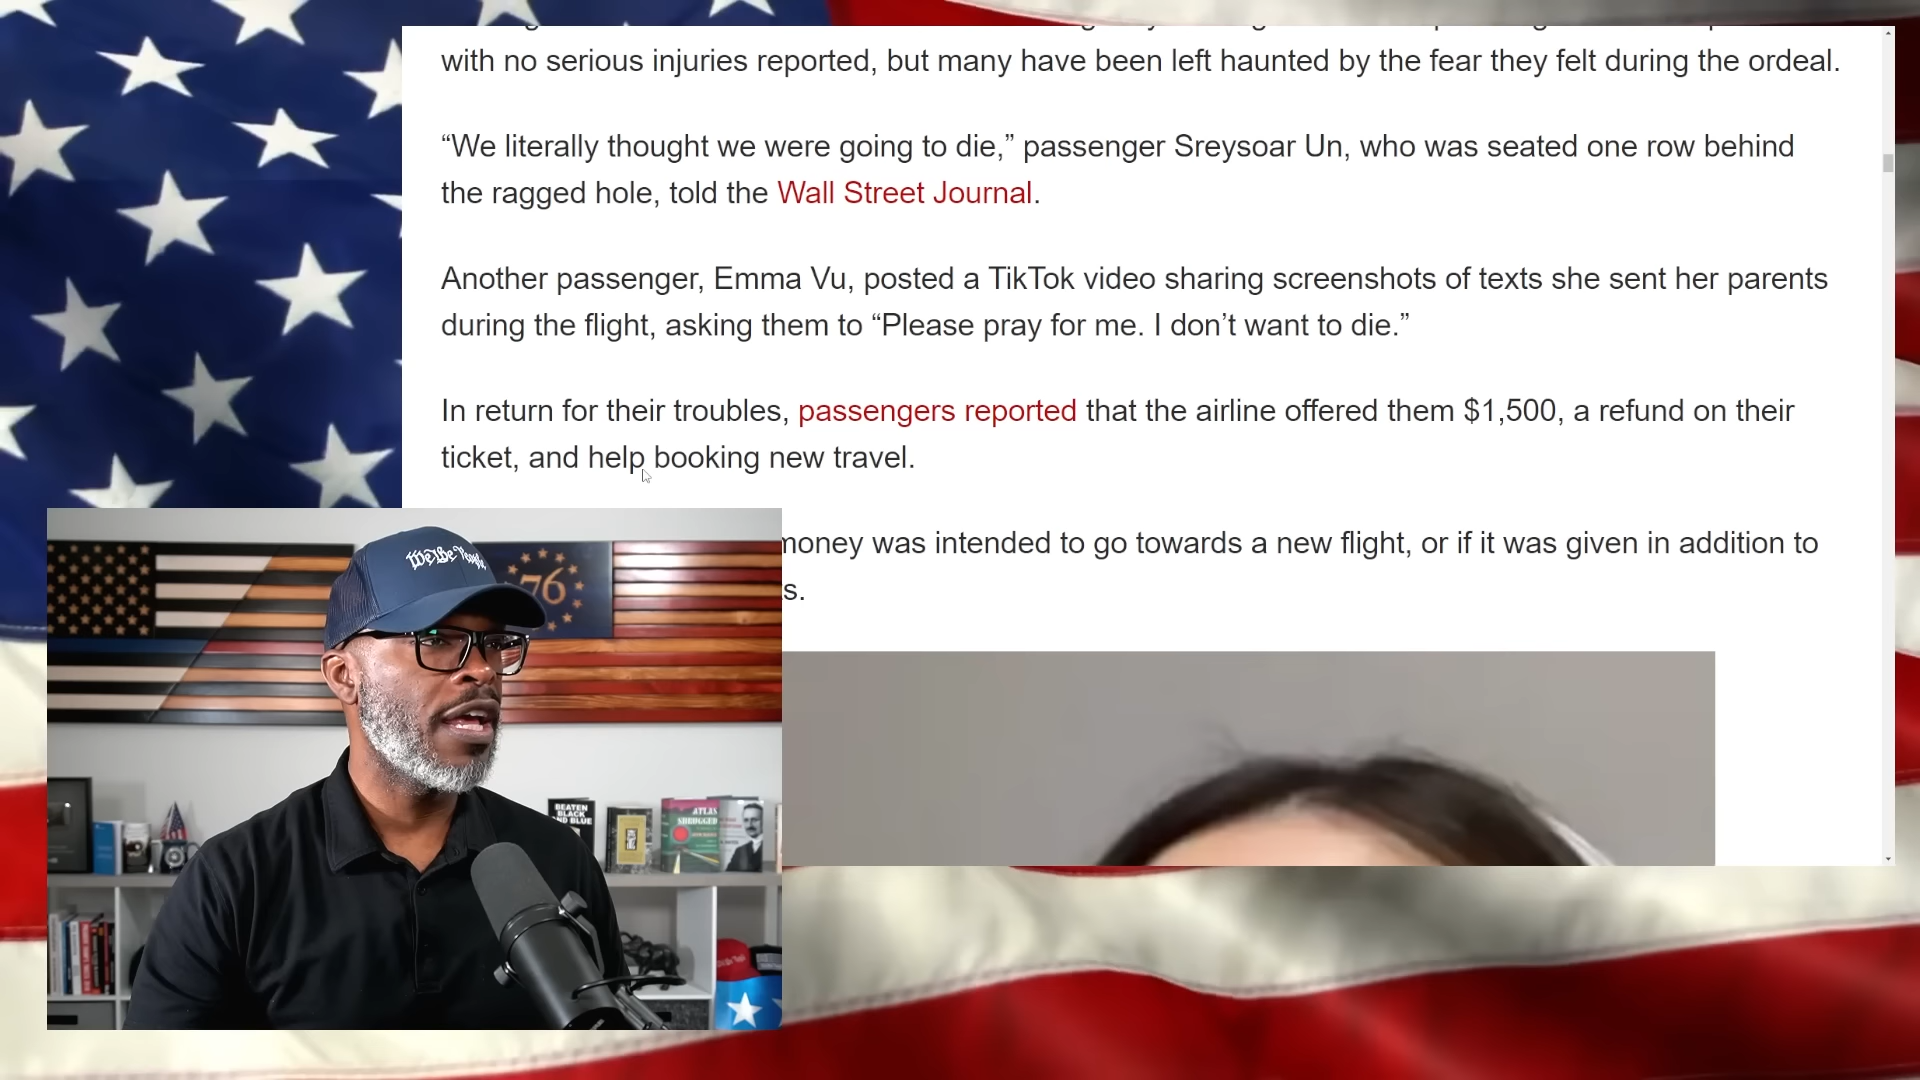 with no serious injuries reported, but many have been left haunted by the fear they felt during the ordeal.
“We literally thought we were going to die,” passenger Sreysoar Un, who was seated one row behind
the ragged hole, told the Wall Street Journal.
Another passenger, Emma Vu, posted a TikTok video sharing screenshots of texts she sent her parents
during the flight, asking them to “Please pray for me. I don’t want to die.”
In return for their troubles, passengers reported that the airline offered them $1,500, a refund on their
ticket, and help booking new travel.
money was intended to go towards a new flight, or if it was given in addition to
s.
We the People
76
BEATEN
BLACK
AND BLUE
ATLAS
SHRUGGED